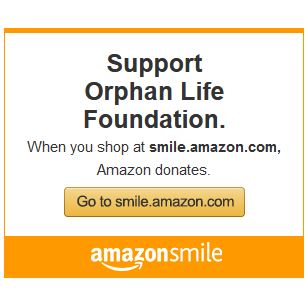 Support
Orphan Life
Foundation.
When you shop at smile.amazon.com,
Amazon donates.
Go to smile.amazon.com
amazonsmile